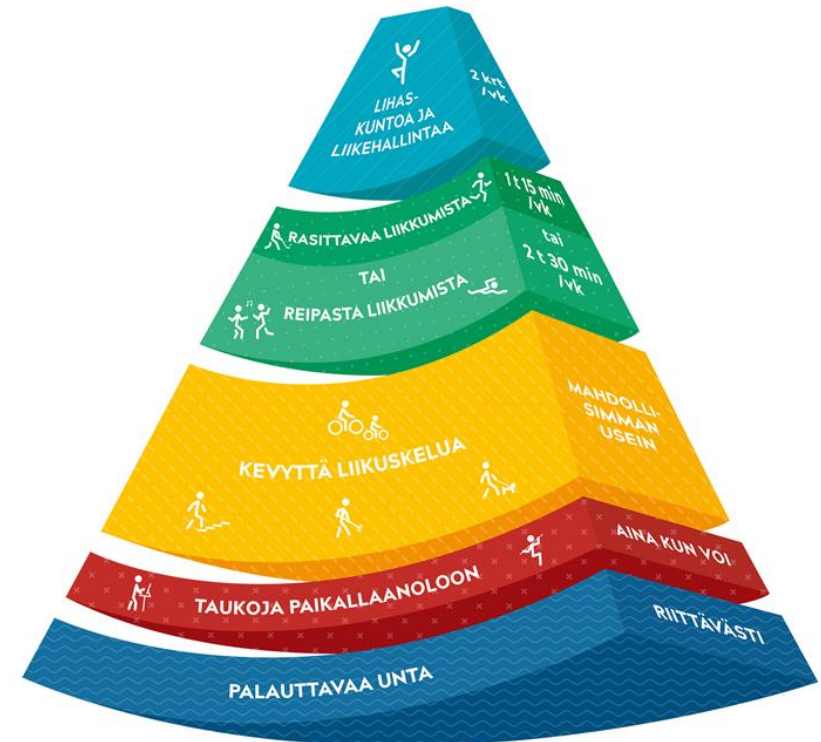 LIHAS-
KUNTOA JA
LIIKEHALLINTAA
2 krt
/vk
RASITTAVAA LIIKKUMISTA
1 t 15 min
/vk
TAI
tai
REIPASTA LIIKKUMISTA
2 t 30 min
/vk
KEVYTTÄ LIIKUSKELUA
MAHDOLLI-
SIMMAN
USEIN
TAUKOJA PAIKALLAANOLOON
AINA KUN VOI
PALAUTTAVAA UNTA
RIITTÄVÄSTI